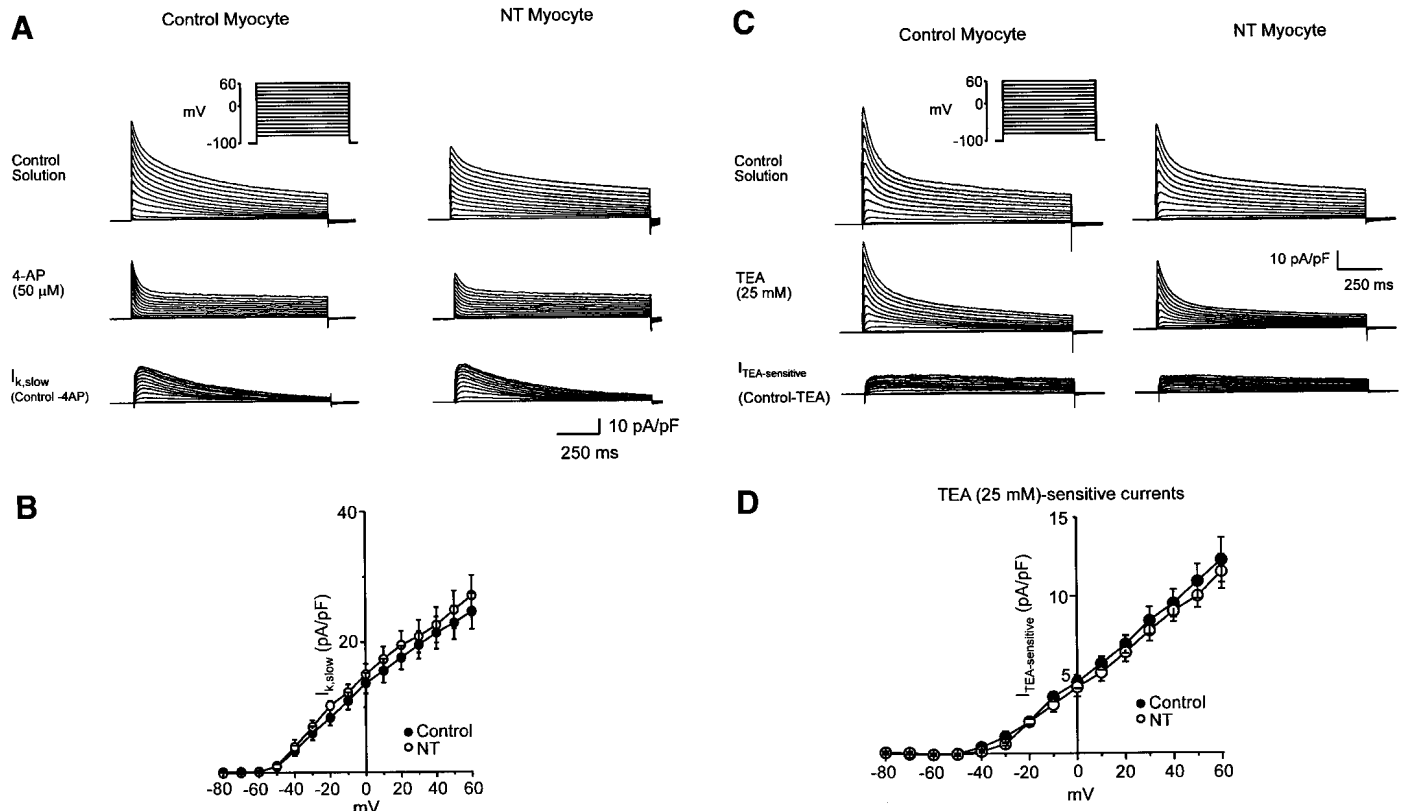 A
Control Myocyte
NT Myocyte
60
0
mV
-100
Control
Solution
4-AP
(50 µM)
Ik,slow
(Control -4AP)
10 pA/pF
250 ms
C
Control Myocyte
NT Myocyte
60
0
mV
-100
Control
Solution
10 pA/pF
250 ms
TEA
(25 mM)
ITEA-sensitive
(Control-TEA)
B
40
20
Ik,slow (pA/pF)
Control
NT
-80 -60 -40 -20 0 20 40 60
mV
D
TEA (25 mM)-sensitive currents
15
10
5
ITEA-sensitive (pA/pF)
Control
NT
-80 -60 -40 -20 0 20 40 60
mV